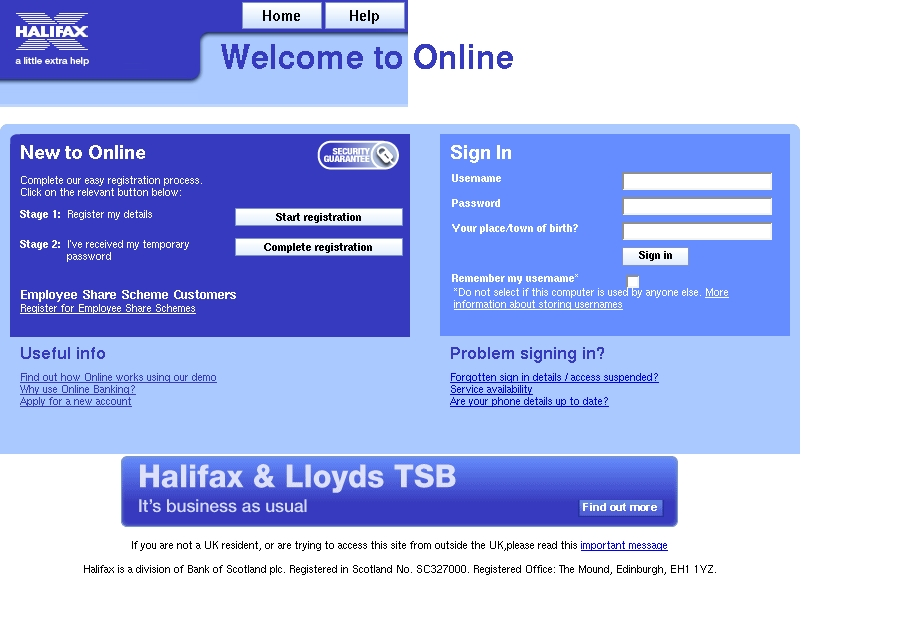 Home Help
HALIFAX
a little extra help
Welcome to Online
New to Online
SECURITY
GUARANTEE
Complete our easy registration process.
Click on the relevant button below:
Stage 1: Register my details
Start registration
Stage 2: I've received my temporary
password
Complete registration
Employee Share Scheme Customers
Register for Employee Share Schemes
Sign In
Username
Password
Your place/town of birth?
Sign in
Remember my username*
*Do not select if this computer is used by anyone else. More
information about storing usernames
Useful info
Find out how Online works using our demo
Why use Online Banking?
Apply for a new account
Problem signing in?
Forgotten sign in details / access suspended?
Service availability
Are your phone details up to date?
Halifax & Lloyds TSB
It's business as usual
Find out more
If you are not a UK resident, or are trying to access this site from outside the UK,please read this important message
Halifax is a division of Bank of Scotland plc. Registered in Scotland No. SC327000. Registered Office: The Mound, Edinburgh, EH1 1YZ.